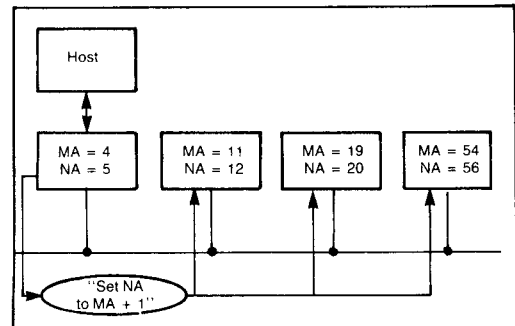 Host
MA = 4
NA = 5
MA = 11
NA = 12
MA = 19
NA = 20
MA = 54
NA = 56
"Set NA
to MA + 1"